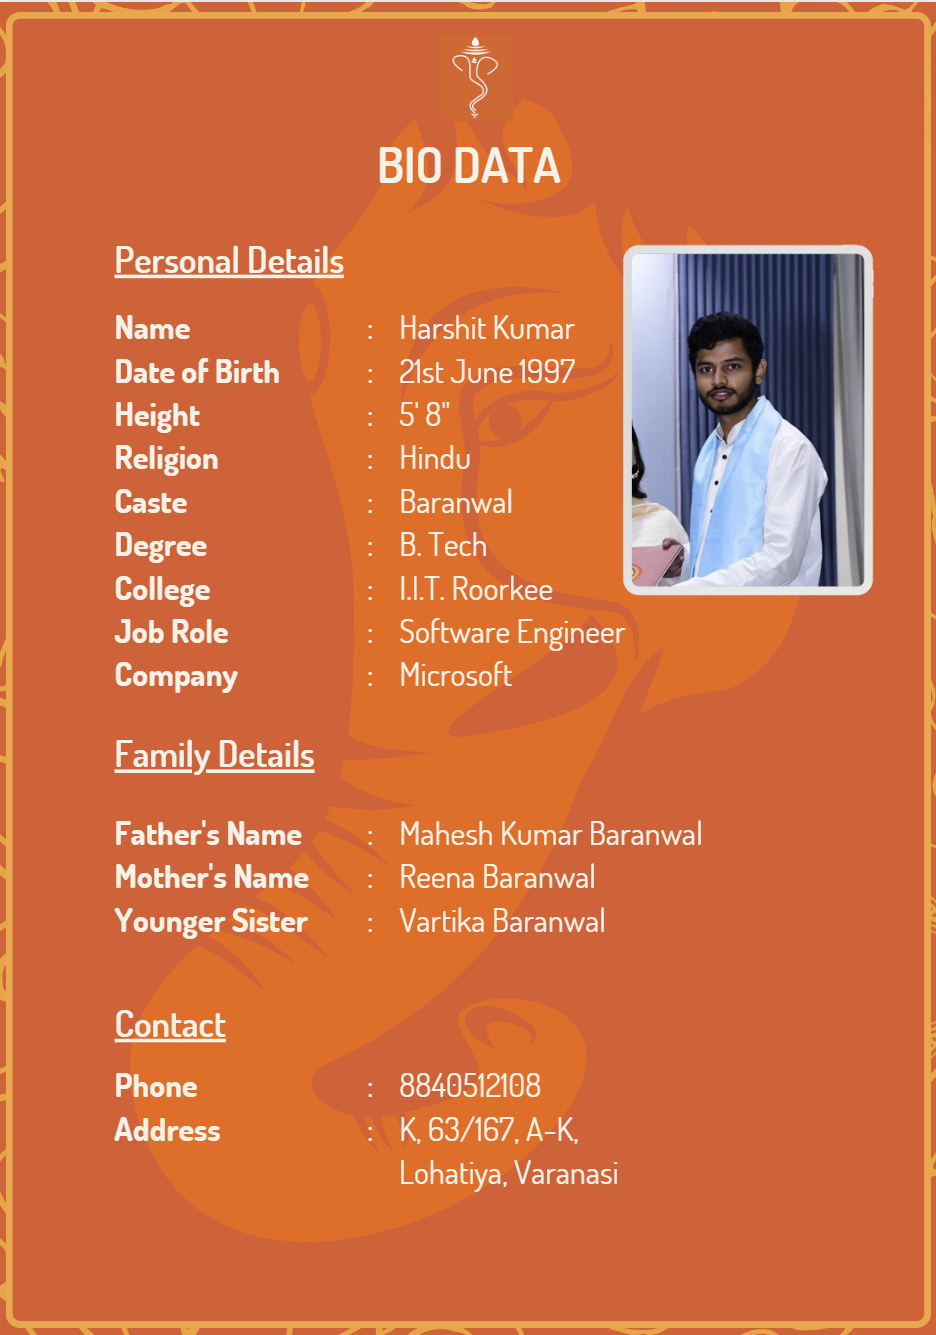 BIO DATA
Personal Details
Name : Harshit Kumar
Date of Birth : 21st June 1997
Height : 5' 8"
Religion : Hindu
Caste : Baranwal
Degree : B. Tech
College : I.I.T. Roorkee
Job Role : Software Engineer
Company : Microsoft
Family Details
Father's Name : Mahesh Kumar Baranwal
Mother's Name : Reena Baranwal
Younger Sister : Vartika Baranwal
Contact
Phone : 8840512108
Address : K, 63/167, A-K,
Lohatiya, Varanasi